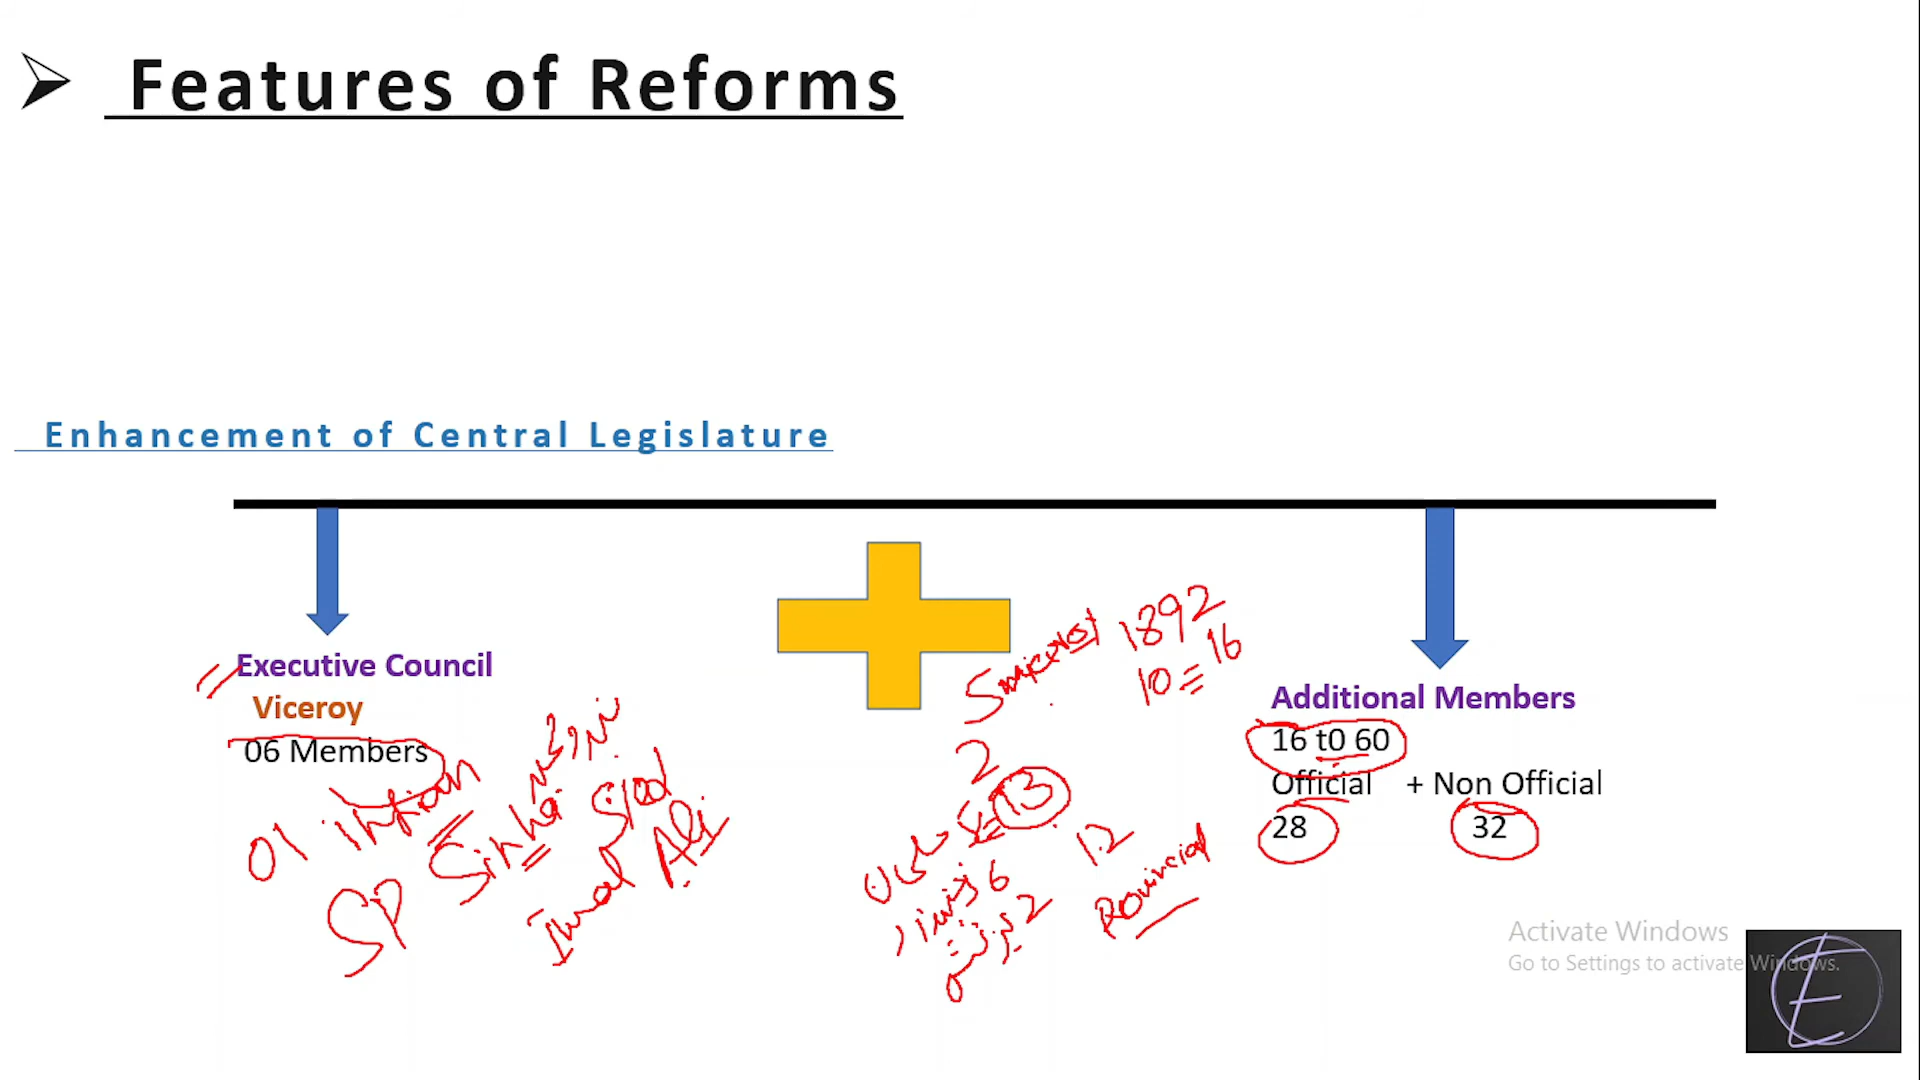 ➢ Features of Reforms
Enhancement of Central Legislature
Executive Council
Viceroy
06 Members
01 Indian
SP Sinha
Syed
Ali
1892
10 = 16
2
13
12
6
2
Provincial
Additional Members
16 t0 60
Official + Non Official
28 32
Activate Windows
Go to Settings to activate Windows.
E